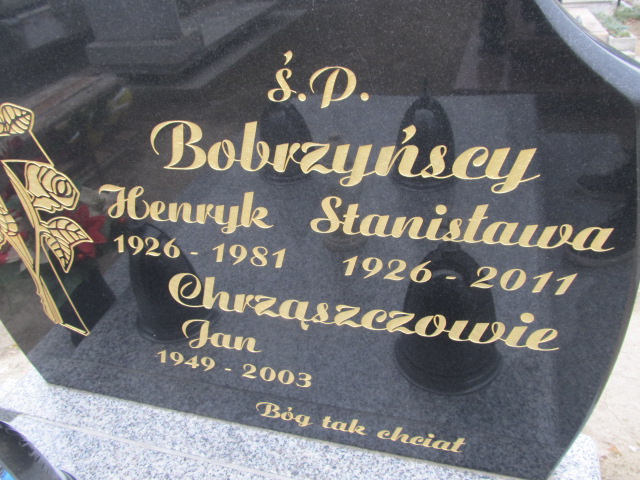 ś.p.
Bobrzyńscy
Henryk Stanisława
1926 - 1981 1926 - 2011
Chrząszczowie
Jan
1949 - 2003
Bóg tak chciał